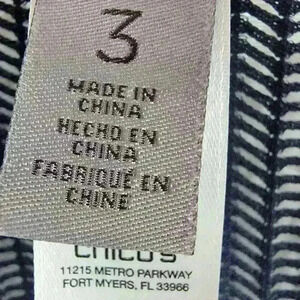 3
MADE IN
CHINA
HECHO EN
CHINA
FABRIQUÉ EN
CHINE
chico's
11215 METRO PARKWAY
FORT MYERS, FL 33966